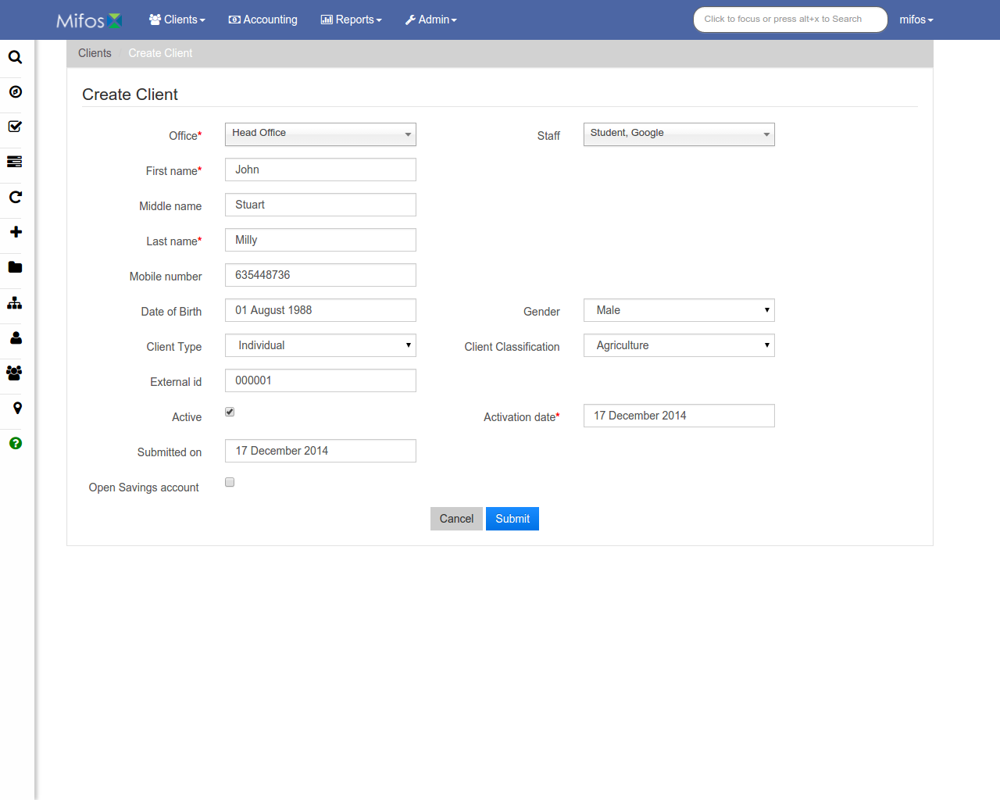 Mifos Clients Accounting Reports Admin Click to focus or press alt+x to Search mifos
Clients Create Client
Create Client
Office* Head Office Staff Student, Google
First name* John
Middle name Stuart
Last name* Milly
Mobile number 635448736
Date of Birth 01 August 1988 Gender Male
Client Type Individual Client Classification Agriculture
External id 000001
Active Activation date* 17 December 2014
Submitted on 17 December 2014
Open Savings account
Cancel Submit